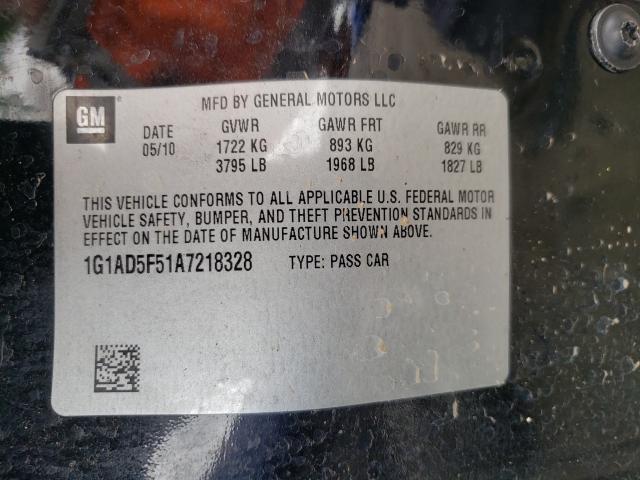 GM
MFD BY GENERAL MOTORS LLC
DATE GVWR GAWR FRT GAWR RR
05/10 1722 KG 893 KG 829 KG
3795 LB 1968 LB 1827 LB
THIS VEHICLE CONFORMS TO ALL APPLICABLE U.S. FEDERAL MOTOR
VEHICLE SAFETY, BUMPER, AND THEFT PREVENTION STANDARDS IN
EFFECT ON THE DATE OF MANUFACTURE SHOWN ABOVE.
1G1AD5F51A7218328 TYPE: PASS CAR